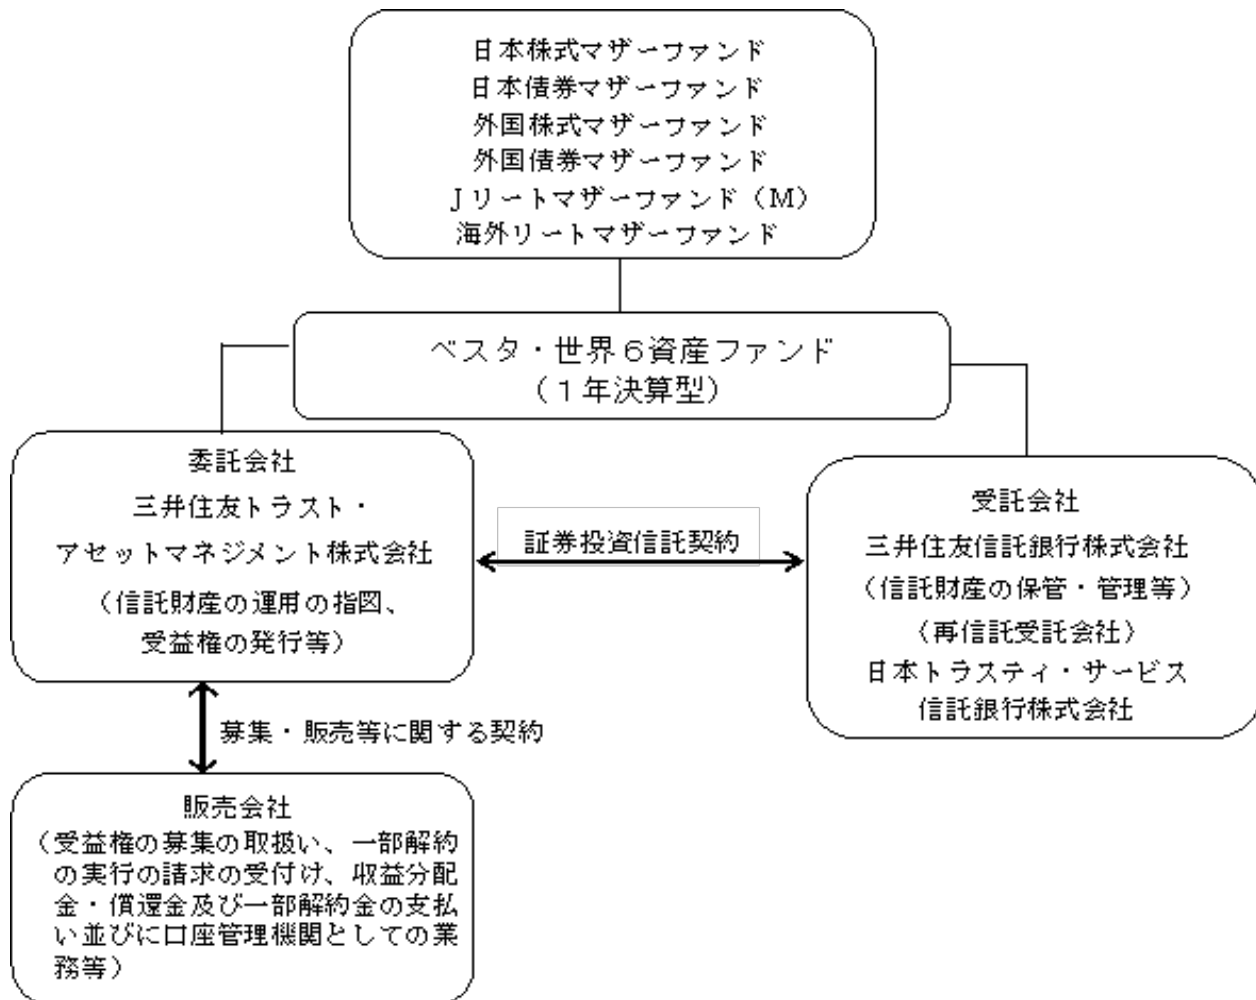 日本株式マザーファンド
日本債券マザーファンド
外国株式マザーファンド
外国債券マザーファンド
Jリートマザーファンド（M）
海外リートマザーファンド
ベスタ・世界６資産ファンド
（１年決算型）
委託会社
三井住友トラスト・
アセットマネジメント株式会社
（信託財産の運用の指図、
受益権の発行等）
証券投資信託契約
受託会社
三井住友信託銀行株式会社
（信託財産の保管・管理等）
（再信託受託会社）
日本トラスティ・サービス
信託銀行株式会社
募集・販売等に関する契約
販売会社
（受益権の募集の取扱い、一部解約
の実行の請求の受付け、収益分配
金・償還金及び一部解約金の支払
い並びに口座管理機関としての業
務等）